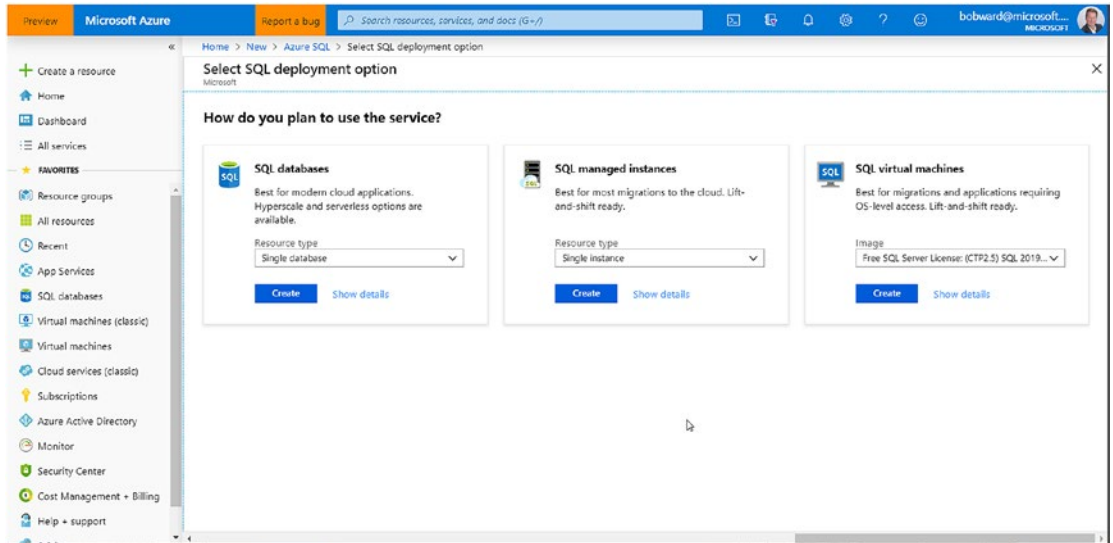 Preview
Microsoft Azure
Report a bug
Search resources, services, and docs (G+/)
bobward@microsoft....
MICROSOFT
«
Home > New > Azure SQL > Select SQL deployment option
Select SQL deployment option
Microsoft
Create a resource
Home
Dashboard
All services
FAVORITES
Resource groups
All resources
Recent
App Services
SQL databases
Virtual machines (classic)
Virtual machines
Cloud services (classic)
Subscriptions
Azure Active Directory
Monitor
Security Center
Cost Management + Billing
Help + support
How do you plan to use the service?
SQL
SQL databases
Best for modern cloud applications.
Hyperscale and serverless options are
available.
Resource type
Single database
Create
Show details
SQL
SQL managed instances
Best for most migrations to the cloud. Lift-
and-shift ready.
Resource type
Single instance
Create
Show details
SQL
SQL virtual machines
Best for migrations and applications requiring
OS-level access. Lift-and-shift ready.
Image
Free SQL Server License: (CTP2.5) SQL 2019...
Create
Show details